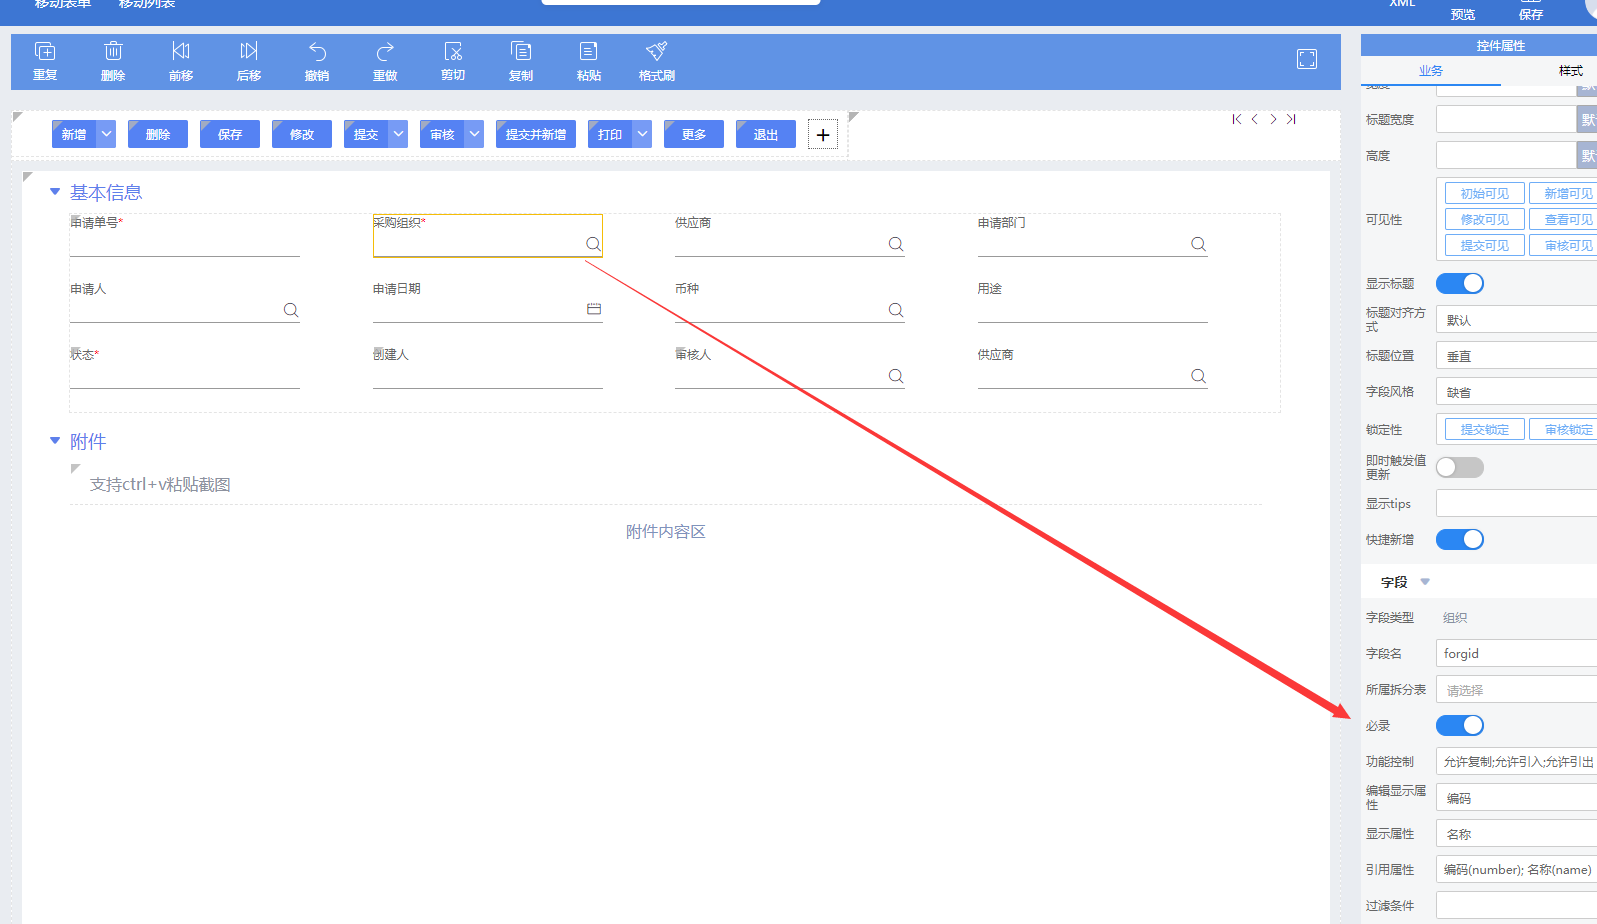 移动表单 移动列表
XML 预览 保存
重复 删除 前移 后移 撤销 重做 剪切 复制 粘贴 格式刷
控件属性
业务 样式
新增 删除 保存 修改 提交 审核 提交并新增 打印 更多 退出 +
基本信息
申请单号* 采购组织* 供应商 申请部门
申请人 申请日期 币种 用途
状态* 创建人 审核人 供应商
附件
支持ctrl+v粘贴截图
附件内容区
标题宽度
高度
可见性
初始可见 新增可见
修改可见 查看可见
提交可见 审核可见
显示标题
标题对齐方式 默认
标题位置 垂直
字段风格 缺省
锁定性 提交锁定 审核锁定
即时触发值更新
显示tips
快捷新增
字段
字段类型 组织
字段名 forgid
所属拆分表 请选择
必录
功能控制 允许复制;允许引入;允许引出
编辑显示属性 编码
显示属性 名称
引用属性 编码(number); 名称(name)
过滤条件